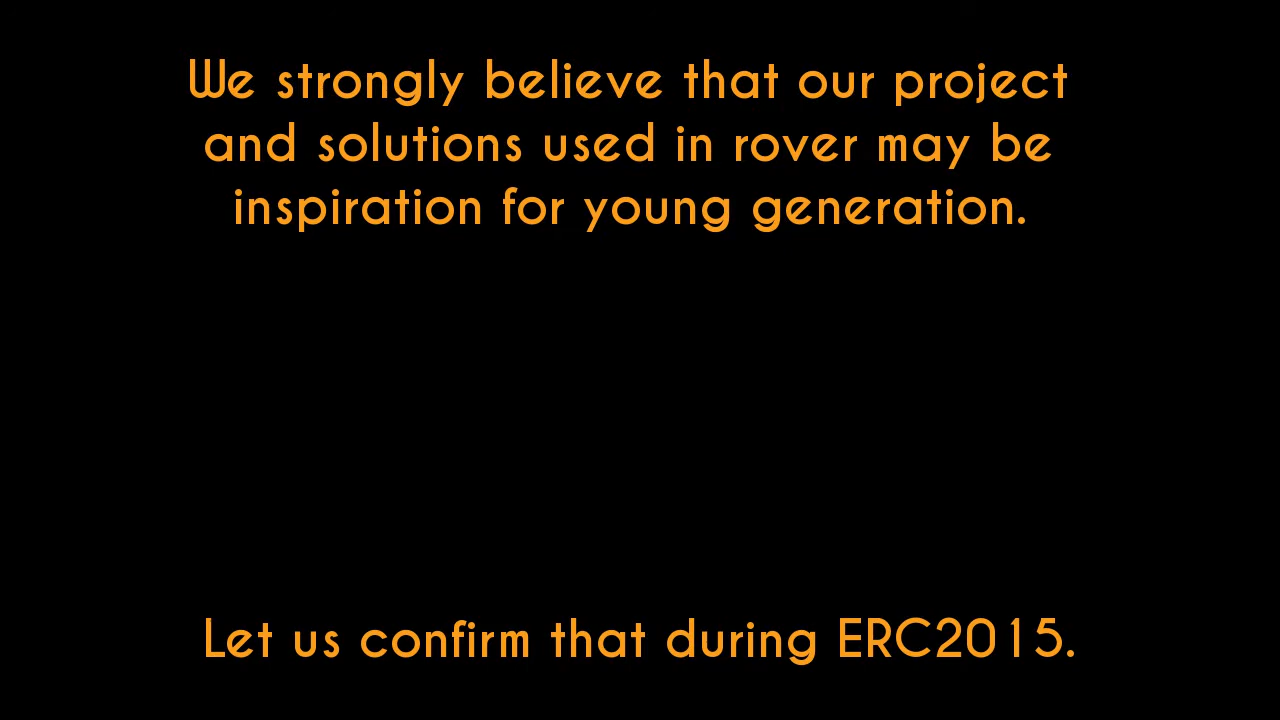 We strongly believe that our project
and solutions used in rover may be
inspiration for young generation.
Let us confirm that during ERC2015.